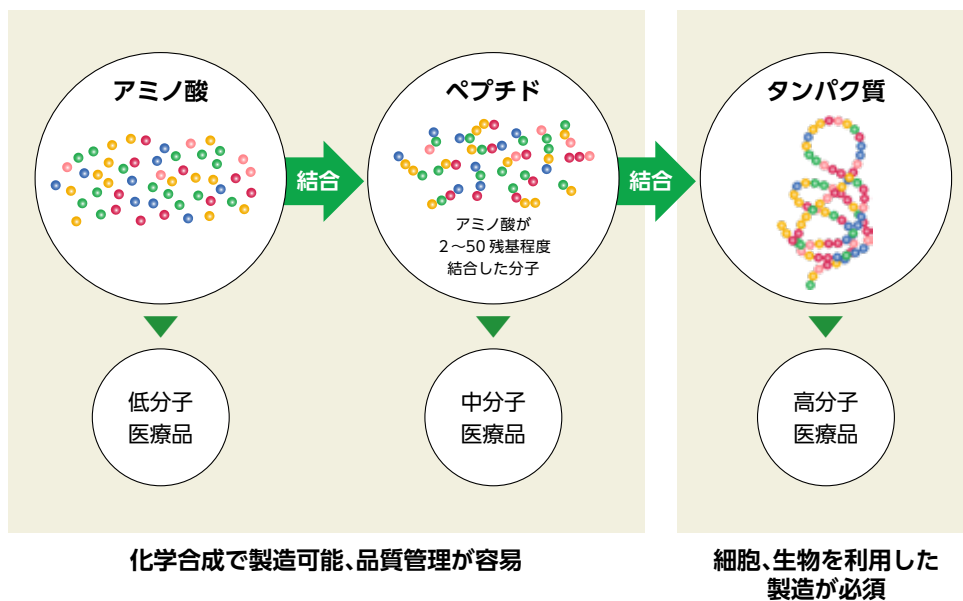 アミノ酸
結合
ペプチド
アミノ酸が
2〜50 残基程度
結合した分子
結合
タンパク質
低分子
医療品
中分子
医療品
高分子
医療品
化学合成で製造可能、品質管理が容易
細胞、生物を利用した
製造が必須